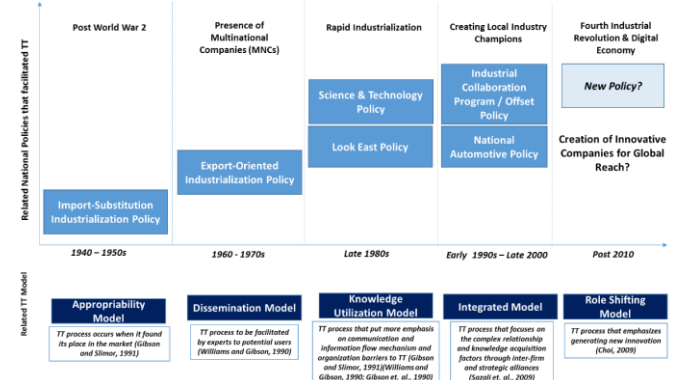 Related National Policies that facilitated TT
Post World War 2
Presence of
Multinational
Companies (MNCs)
Rapid Industrialization
Creating Local Industry
Champions
Fourth Industrial
Revolution & Digital
Economy
Import-Substitution
Industrialization Policy
Export-Oriented
Industrialization Policy
Science & Technology
Policy
Look East Policy
Industrial
Collaboration
Program / Offset
Policy
National
Automotive Policy
New Policy?
Creation of Innovative
Companies for Global
Reach?
1940 – 1950s
1960 - 1970s
Late 1980s
Early 1990s – Late 2000
Post 2010
Related TT Model
Appropriability
Model
TT process occurs when it found
its place in the market (Gibson
and Slimor, 1991)
Dissemination Model
TT process to be facilitated
by experts to potential users
(Williams and Gibson, 1990)
Knowledge
Utilization Model
TT process that put more emphasis
on communication and
information flow mechanism and
organization barriers to TT (Gibson
and Slimor, 1991)(Williams and
Gibson, 1990; Gibson et. al., 1990)
Integrated Model
TT process that focuses on
the complex relationship
and knowledge acquisition
factors through inter-firm
and strategic alliances
(Sazali et. al., 2009)
Role Shifting
Model
TT process that emphasizes
generating new innovation
(Choi, 2009)